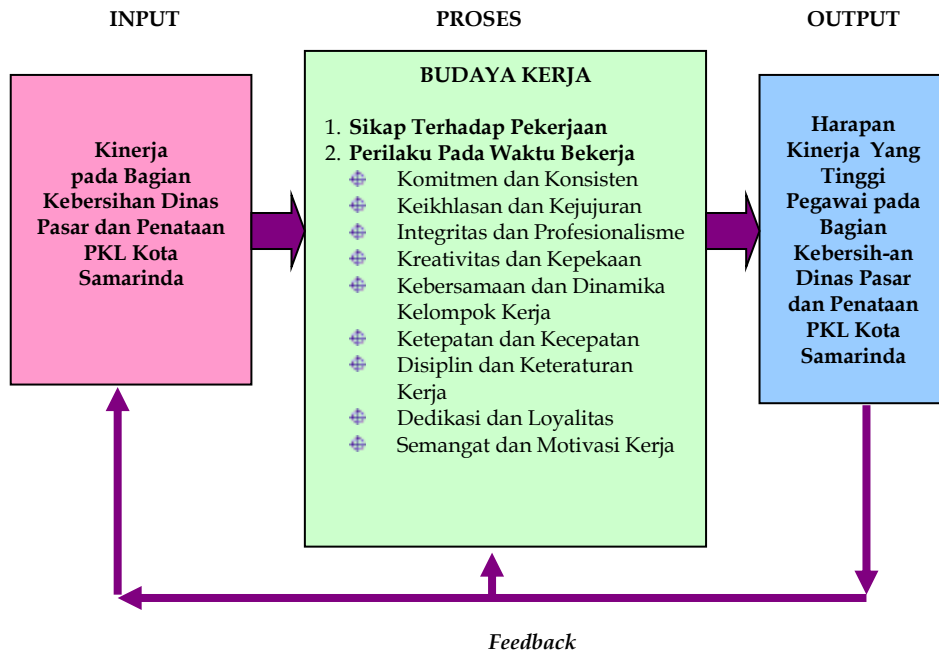 INPUT
PROSES
OUTPUT
Kinerja
pada Bagian
Kebersihan Dinas
Pasar dan Penataan
PKL Kota
Samarinda
BUDAYA KERJA
1. Sikap Terhadap Pekerjaan
2. Perilaku Pada Waktu Bekerja
Komitmen dan Konsisten
Keikhlasan dan Kejujuran
Integritas dan Profesionalisme
Kreativitas dan Kepekaan
Kebersamaan dan Dinamika
Kelompok Kerja
Ketepatan dan Kecepatan
Disiplin dan Keteraturan
Kerja
Dedikasi dan Loyalitas
Semangat dan Motivasi Kerja
Harapan
Kinerja Yang
Tinggi
Pegawai pada
Bagian
Kebersih-an
Dinas Pasar
dan Penataan
PKL Kota
Samarinda
Feedback